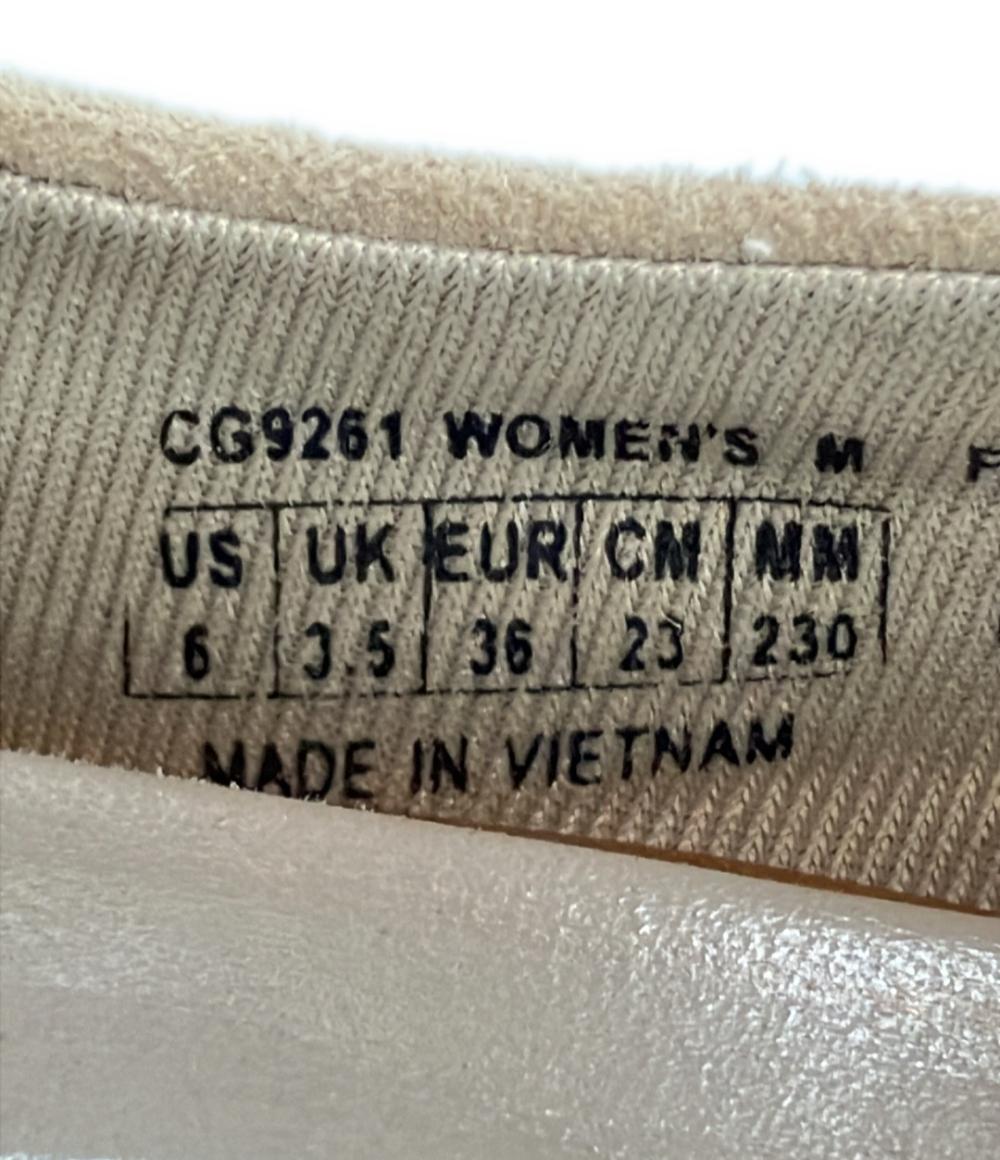 CG9261 WOMEN'S M
US UK EUR CM MM
6 3.5 36 23 230
MADE IN VIETNAM